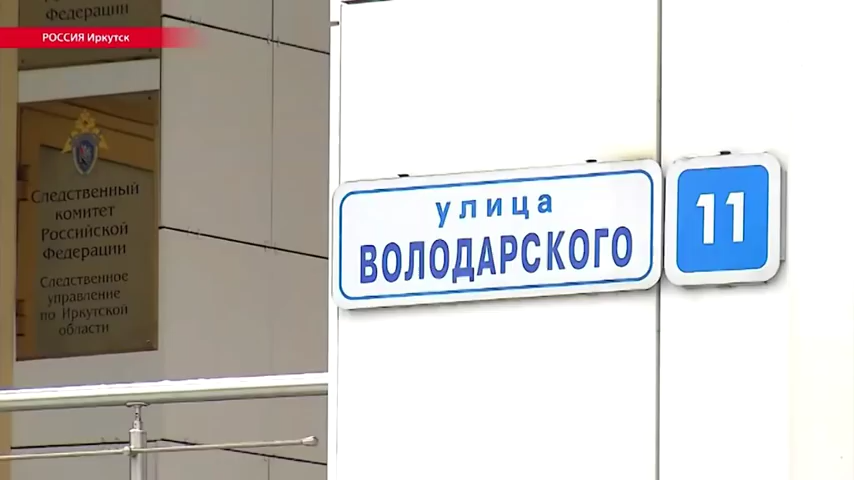 Федерации
РОССИЯ Иркутск
Следственный
комитет
Российской
Федерации
Следственное
управление
по Иркутской
области
улица
ВОЛОДАРСКОГО
11